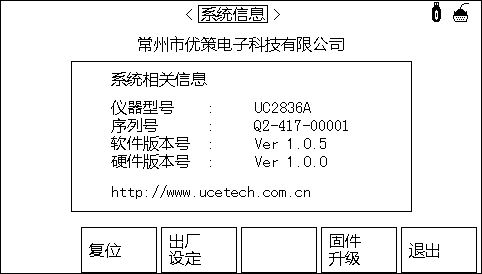 < 系统信息 >
常州市优策电子科技有限公司
系统相关信息
仪器型号 : UC2836A
序列号 : Q2-417-00001
软件版本号 : Ver 1.0.5
硬件版本号 : Ver 1.0.0
http://www.ucetech.com.cn
复位
出厂
设定
固件
升级
退出